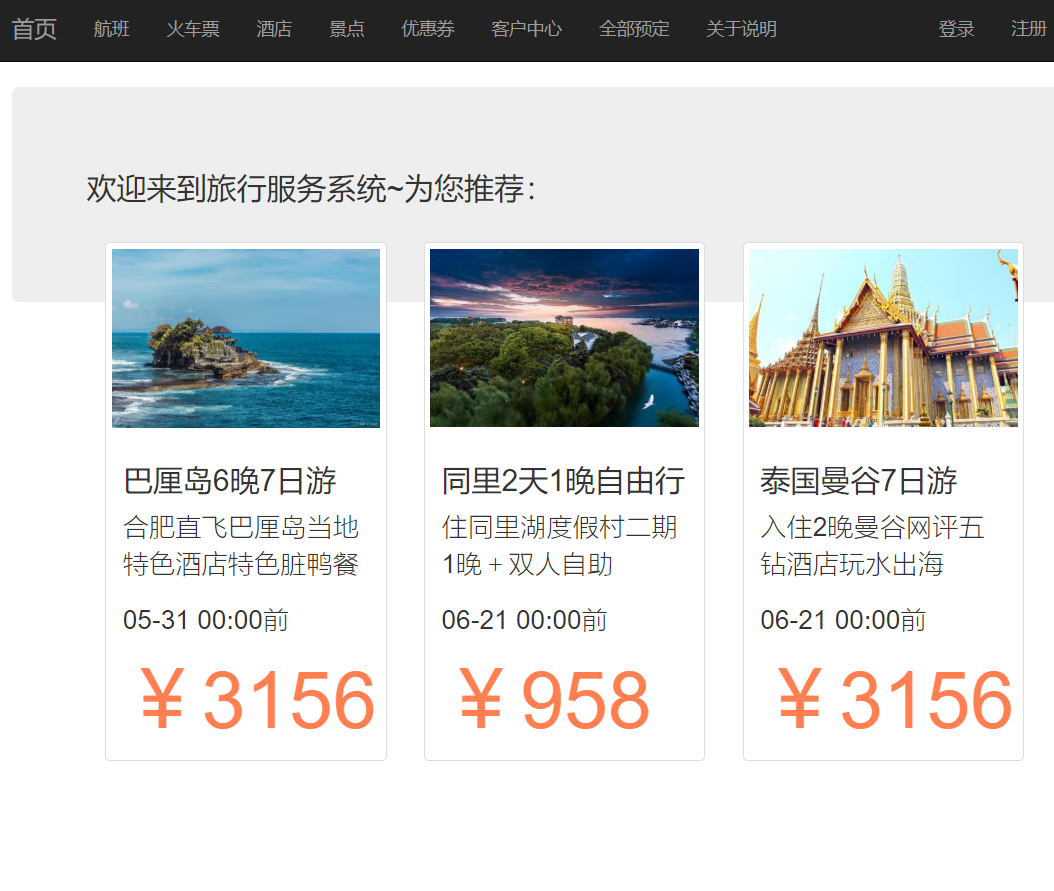 首页 航班 火车票 酒店 景点 优惠券 客户中心 全部预定 关于说明 登录 注册
欢迎来到旅行服务系统~为您推荐：
巴厘岛6晚7日游
合肥直飞巴厘岛当地
特色酒店特色脏鸭餐
05-31 00:00前
￥3156
同里2天1晚自由行
住同里湖度假村二期
1晚 + 双人自助
06-21 00:00前
￥958
泰国曼谷7日游
入住2晚曼谷网评五
钻酒店玩水出海
06-21 00:00前
￥3156